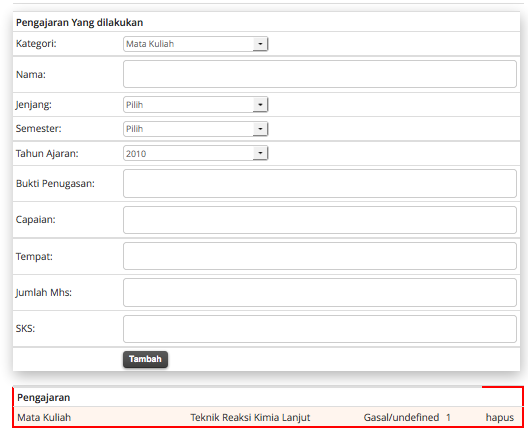 Pengajaran Yang dilakukan
Kategori: Mata Kuliah
Nama:
Jenjang: Pilih
Semester: Pilih
Tahun Ajaran: 2010
Bukti Penugasan:
Capaian:
Tempat:
Jumlah Mhs:
SKS:
Tambah
Pengajaran
Mata Kuliah Teknik Reaksi Kimia Lanjut Gasal/undefined 1 hapus